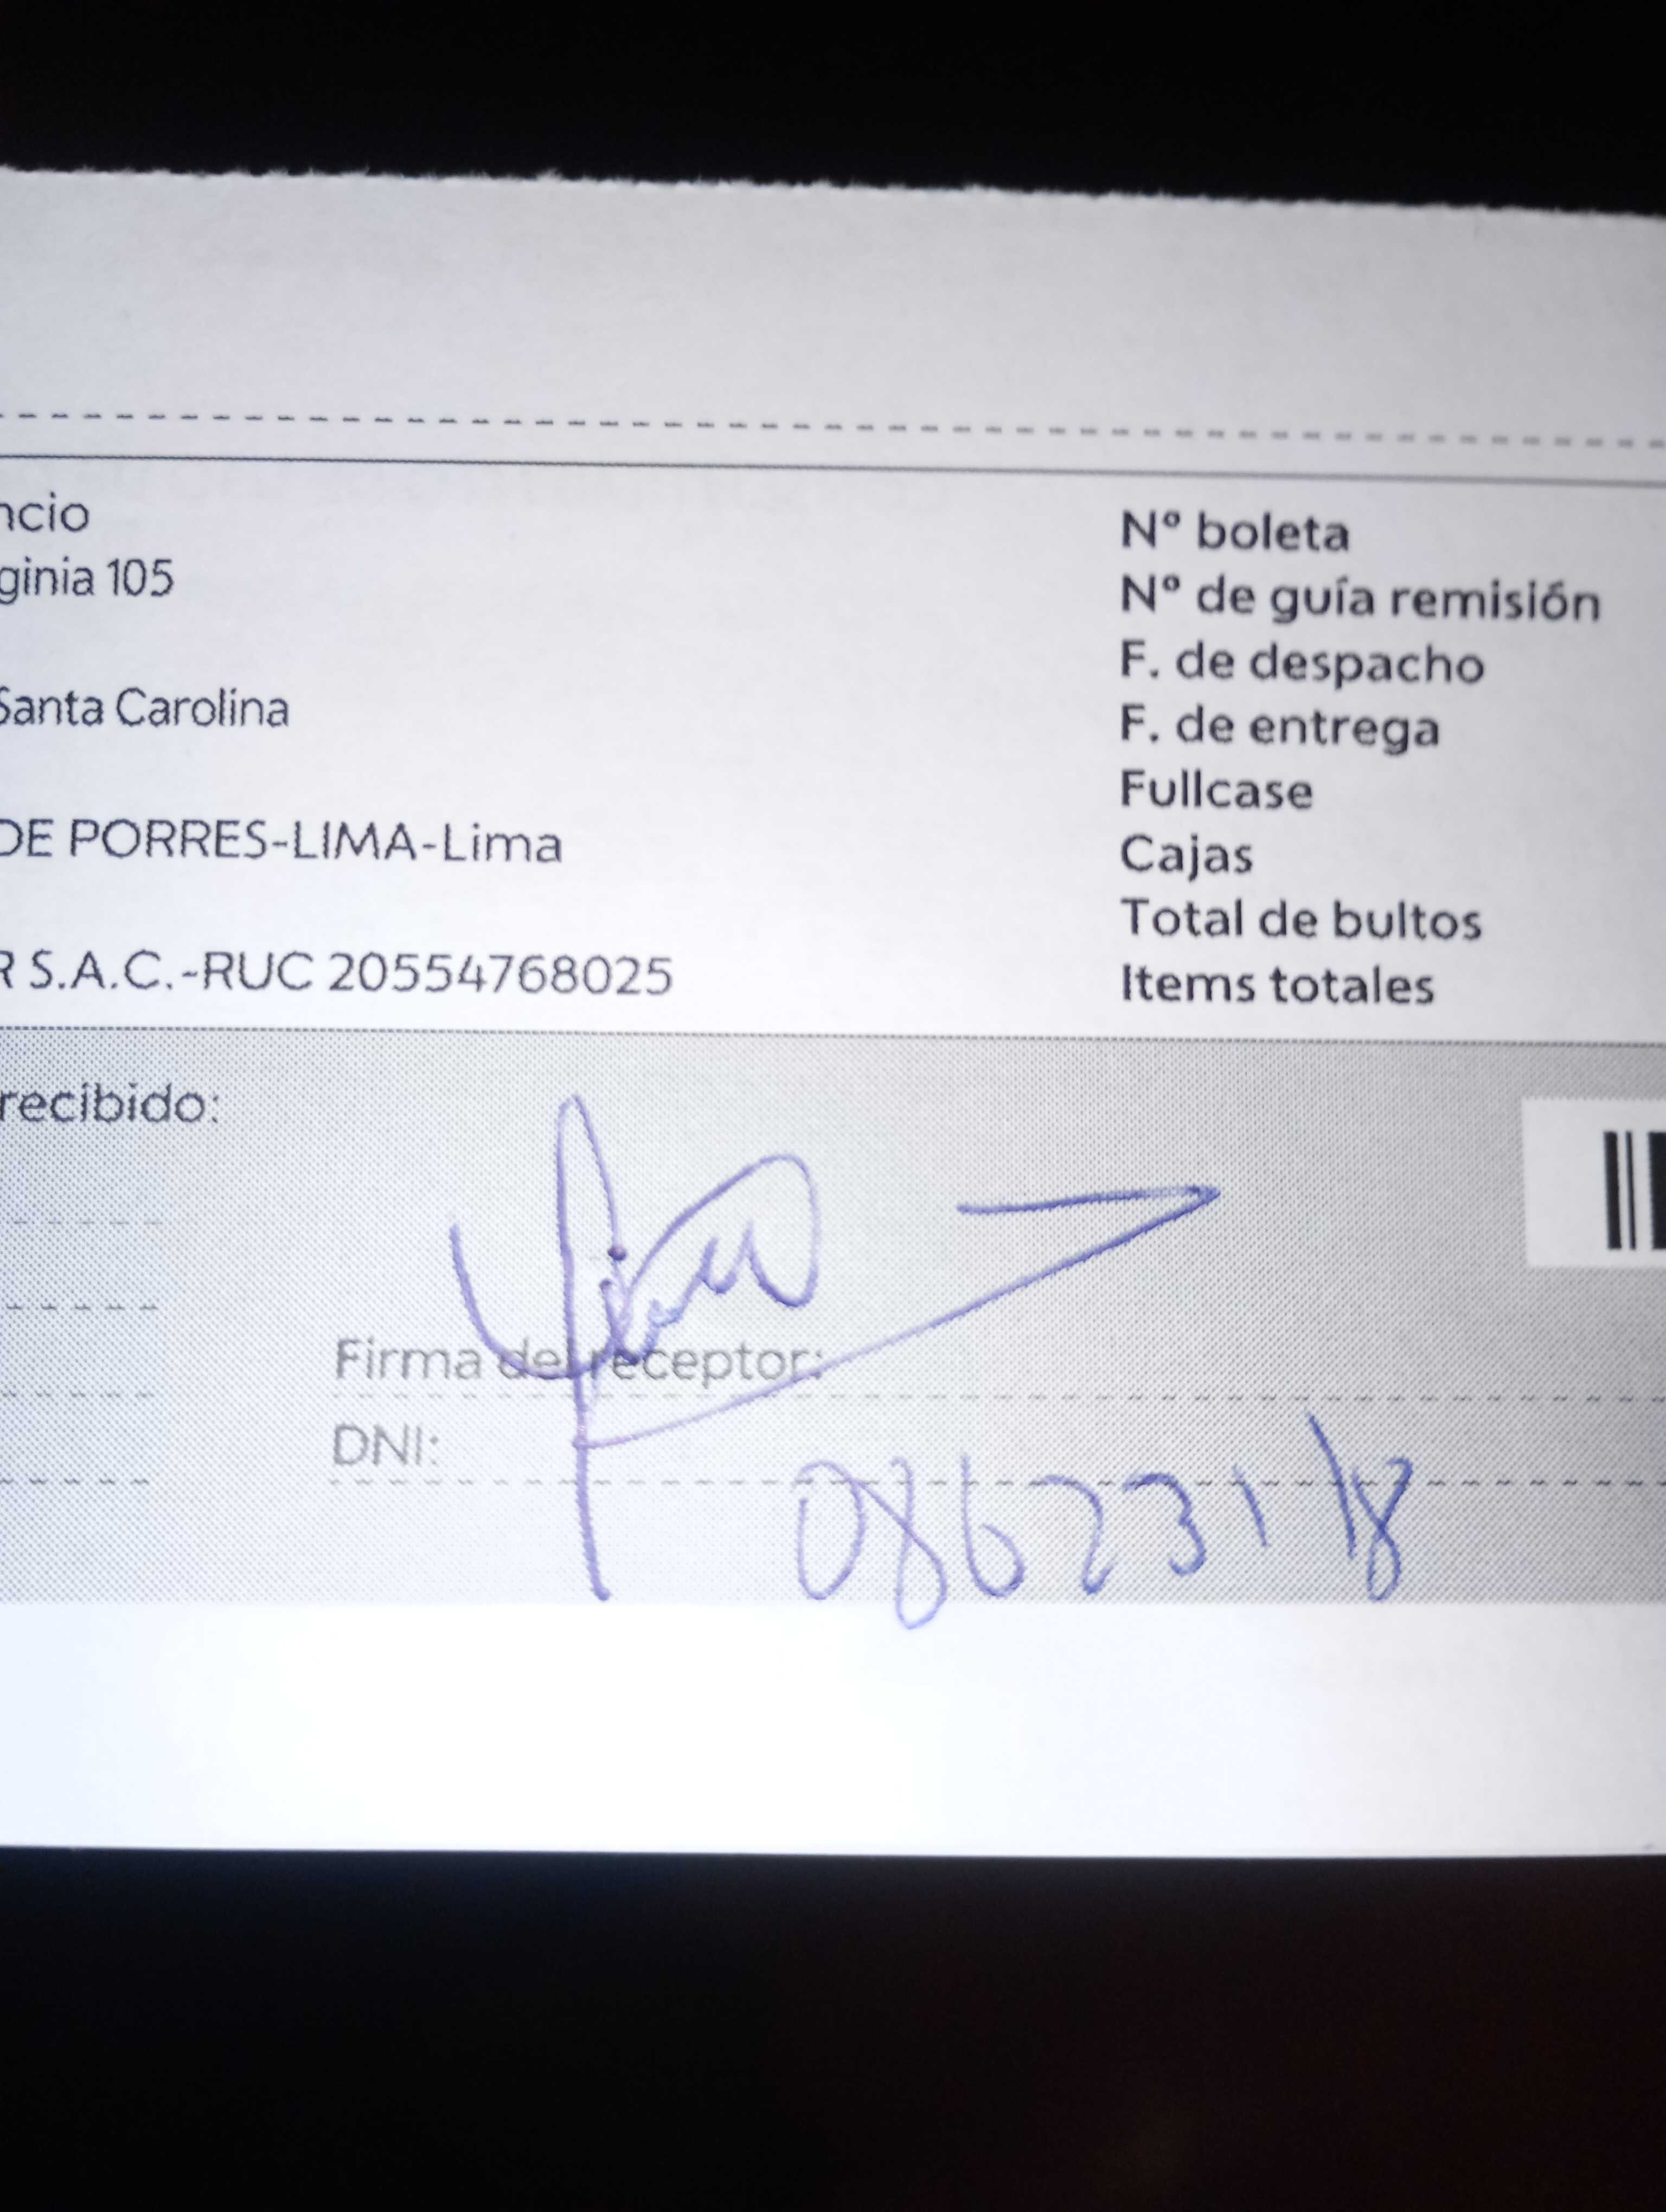 ncio
ginia 105
Santa Carolina
DE PORRES-LIMA-Lima
R S.A.C.-RUC 20554768025
Nº boleta
Nº de guía remisión
F. de despacho
F. de entrega
Fullcase
Cajas
Total de bultos
Items totales
recibido:
Firma del receptor:
DNI:
08623118